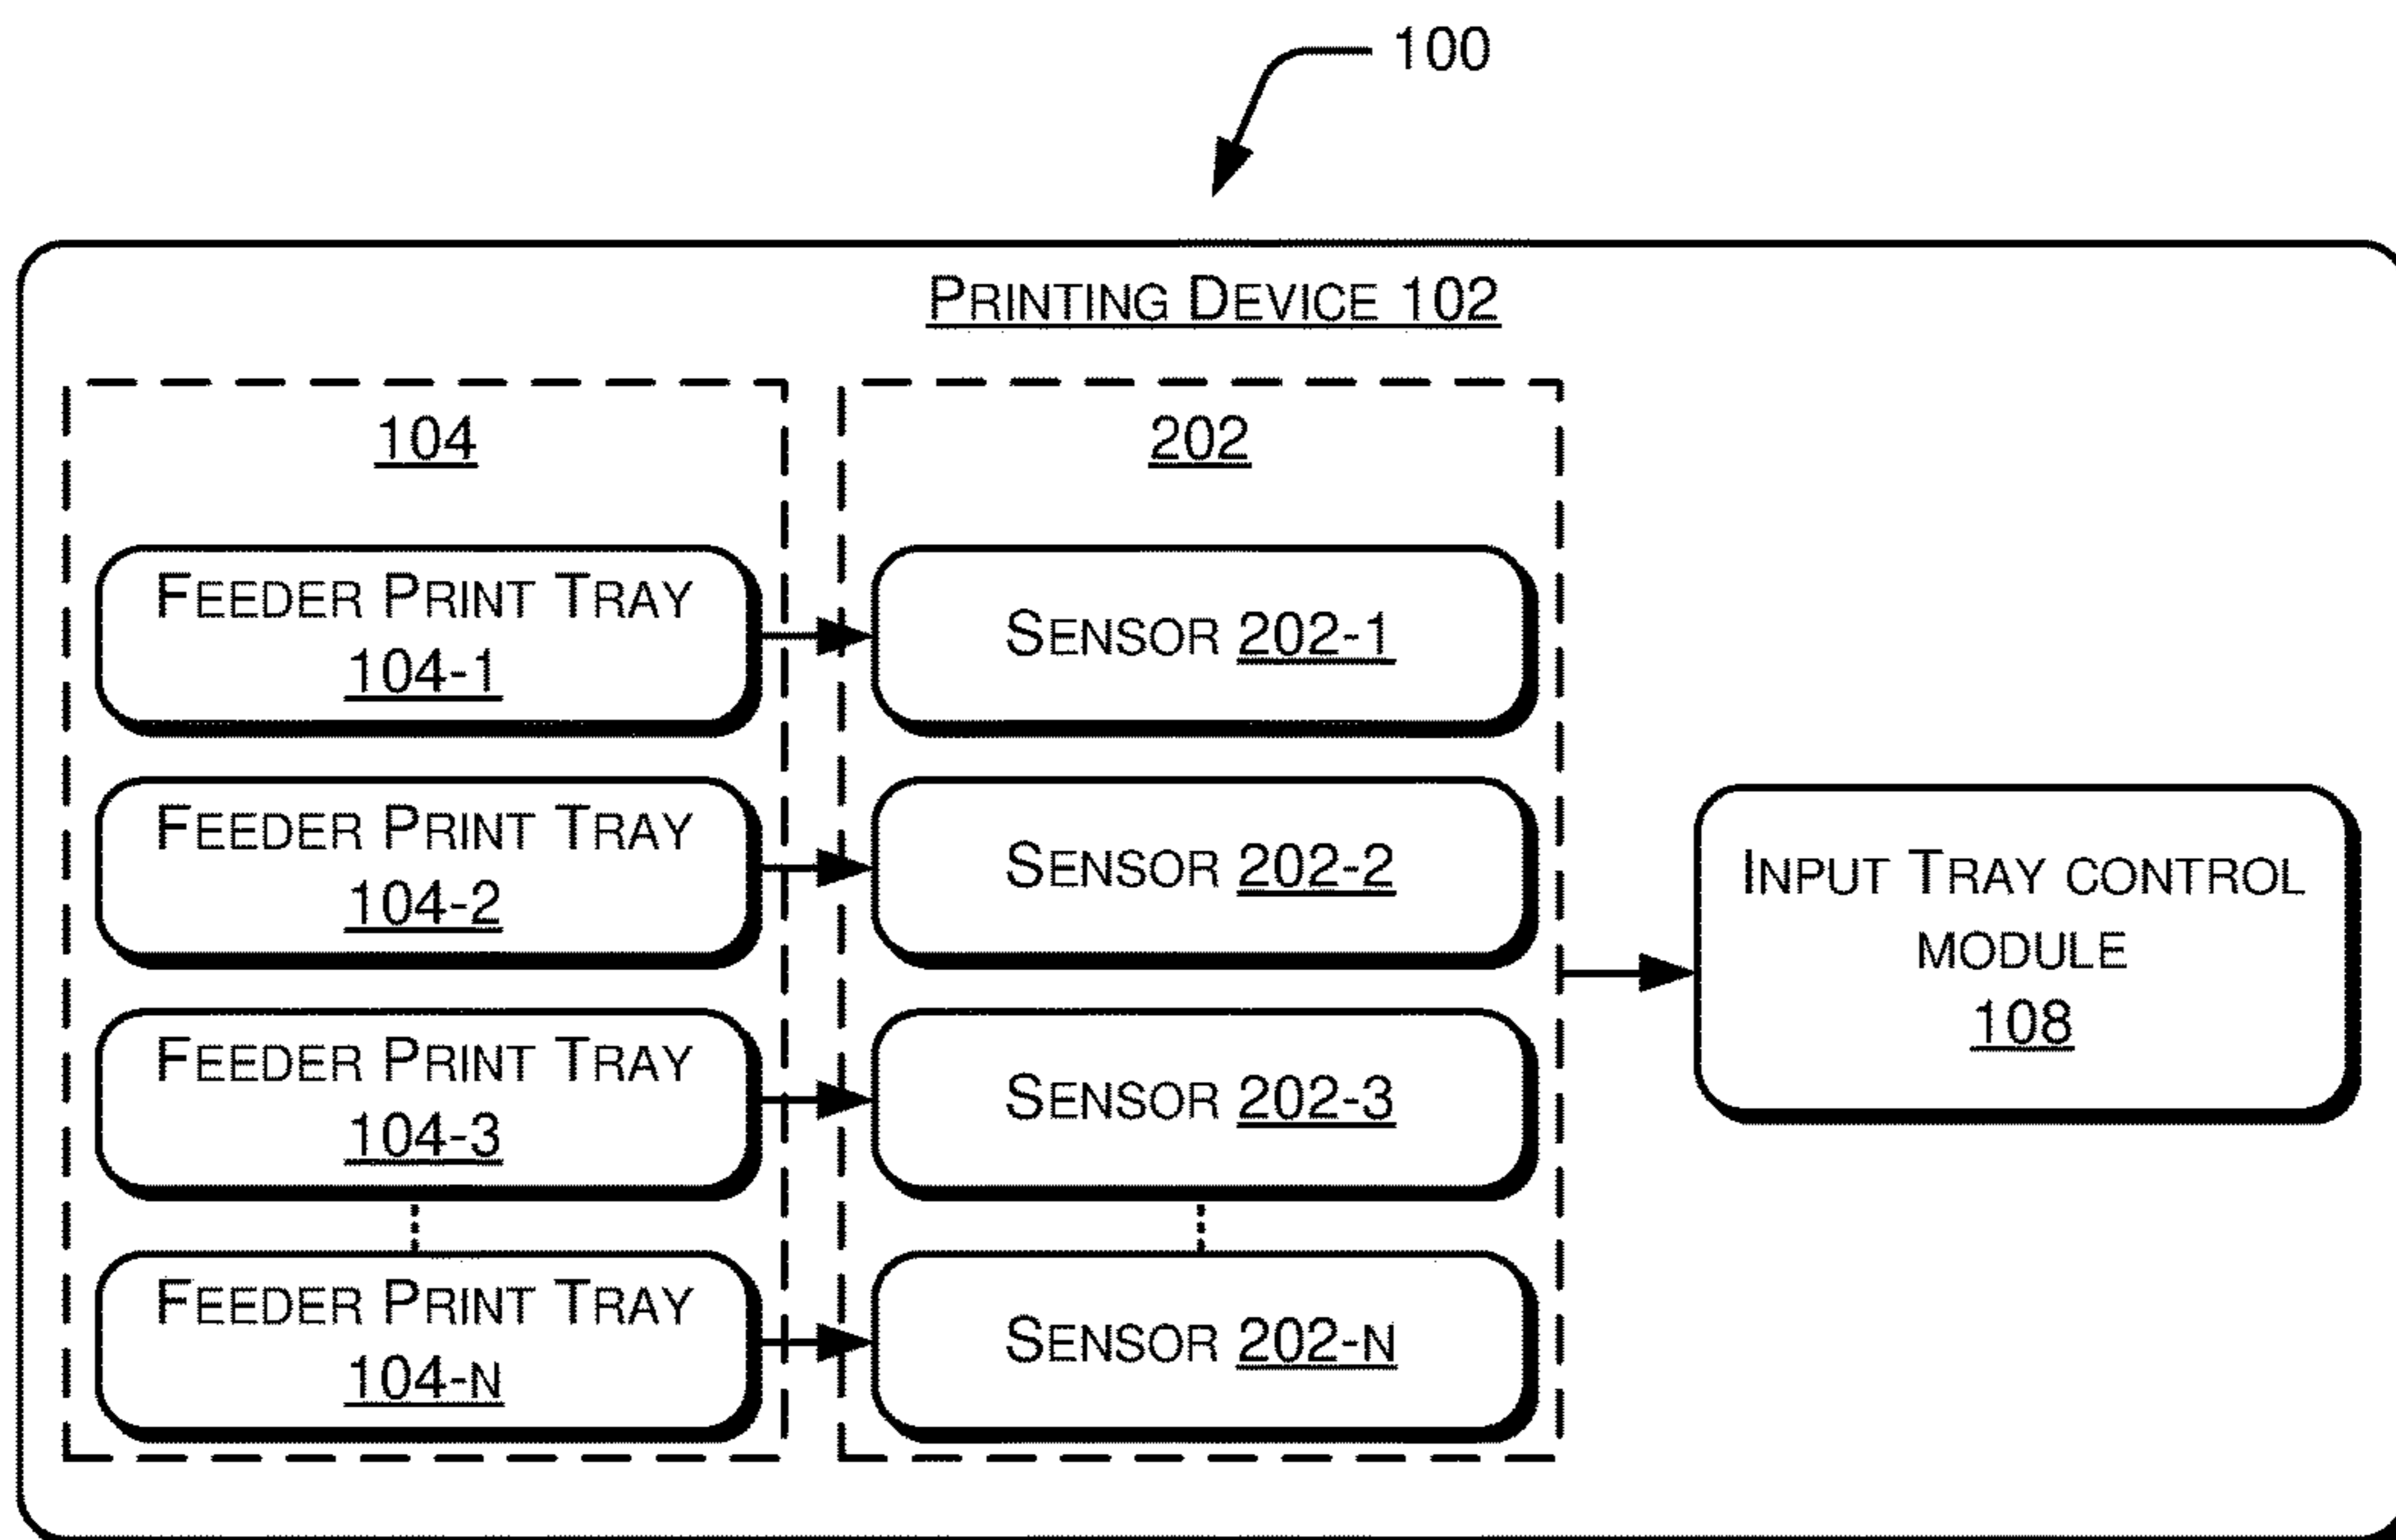 100
PRINTING DEVICE 102
104
FEEDER PRINT TRAY
104-1
FEEDER PRINT TRAY
104-2
FEEDER PRINT TRAY
104-3
FEEDER PRINT TRAY
104-N
202
SENSOR 202-1
SENSOR 202-2
SENSOR 202-3
SENSOR 202-N
INPUT TRAY CONTROL
MODULE
108